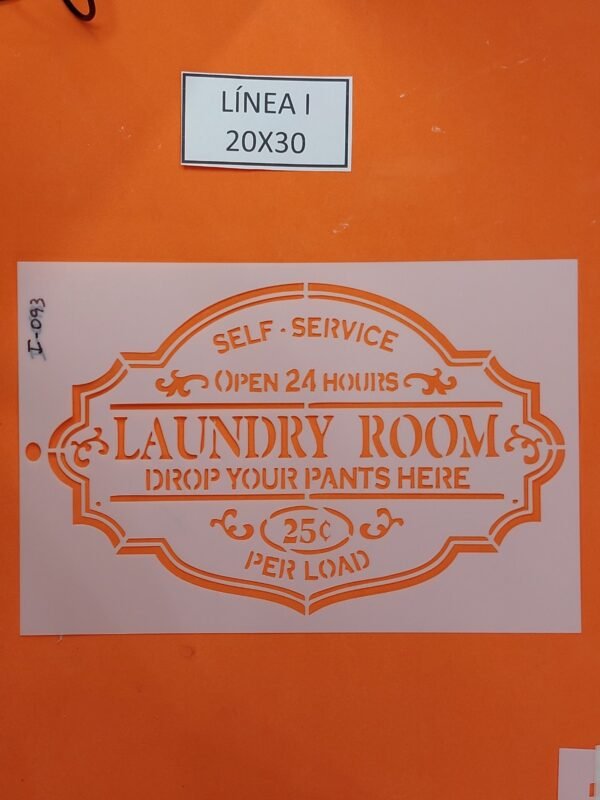 LÍNEA I
20X30
I-093
SELF-SERVICE
OPEN 24 HOURS
LAUNDRY ROOM
DROP YOUR PANTS HERE
25¢
PER LOAD